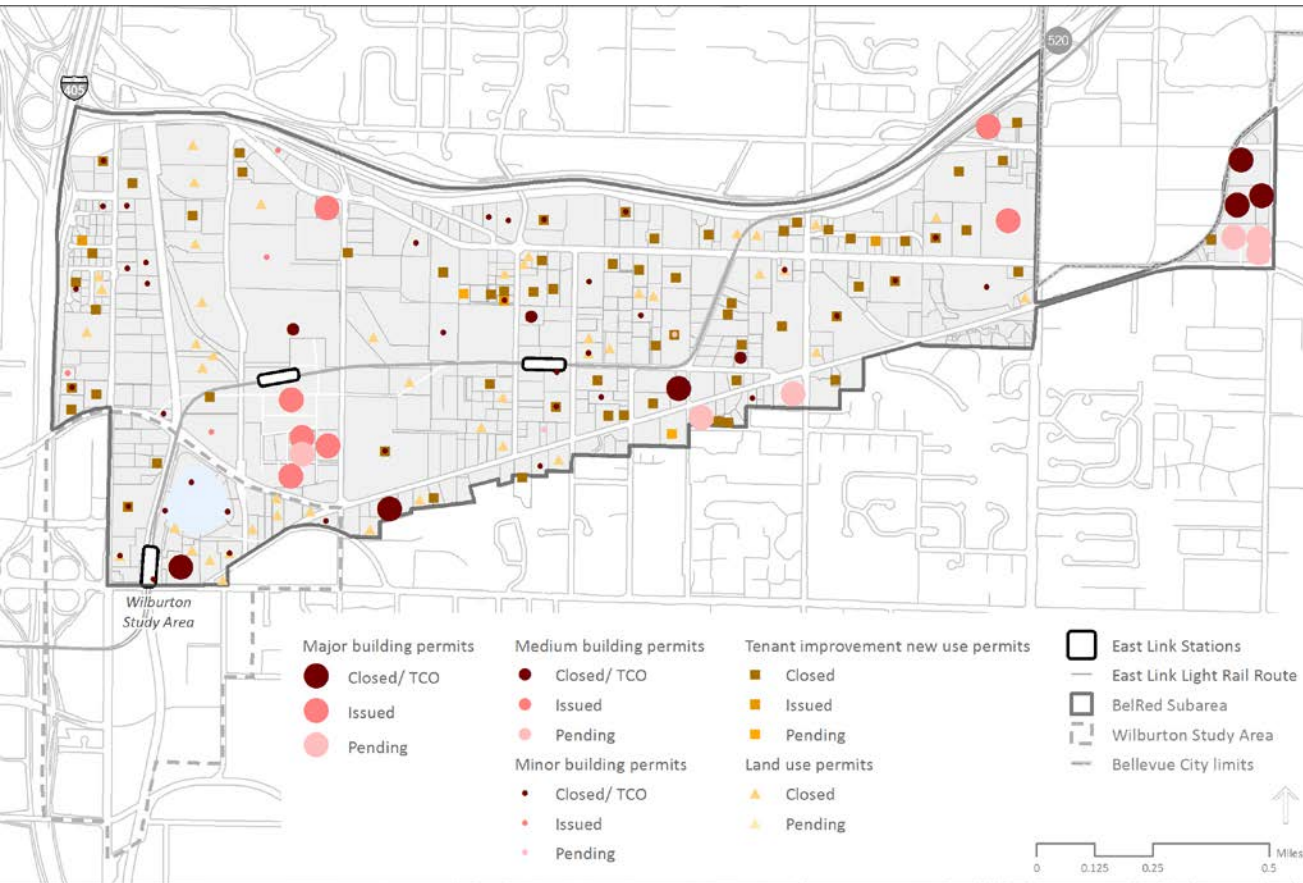 520
405
Wilburton
Study Area
Major building permits
Closed/ TCO
Issued
Pending
Medium building permits
Closed/ TCO
Issued
Pending
Minor building permits
Closed/ TCO
Issued
Pending
Tenant improvement new use permits
Closed
Issued
Pending
Land use permits
Closed
Pending
East Link Stations
East Link Light Rail Route
BelRed Subarea
Wilburton Study Area
Bellevue City limits
Miles
0 0.125 0.25 0.5